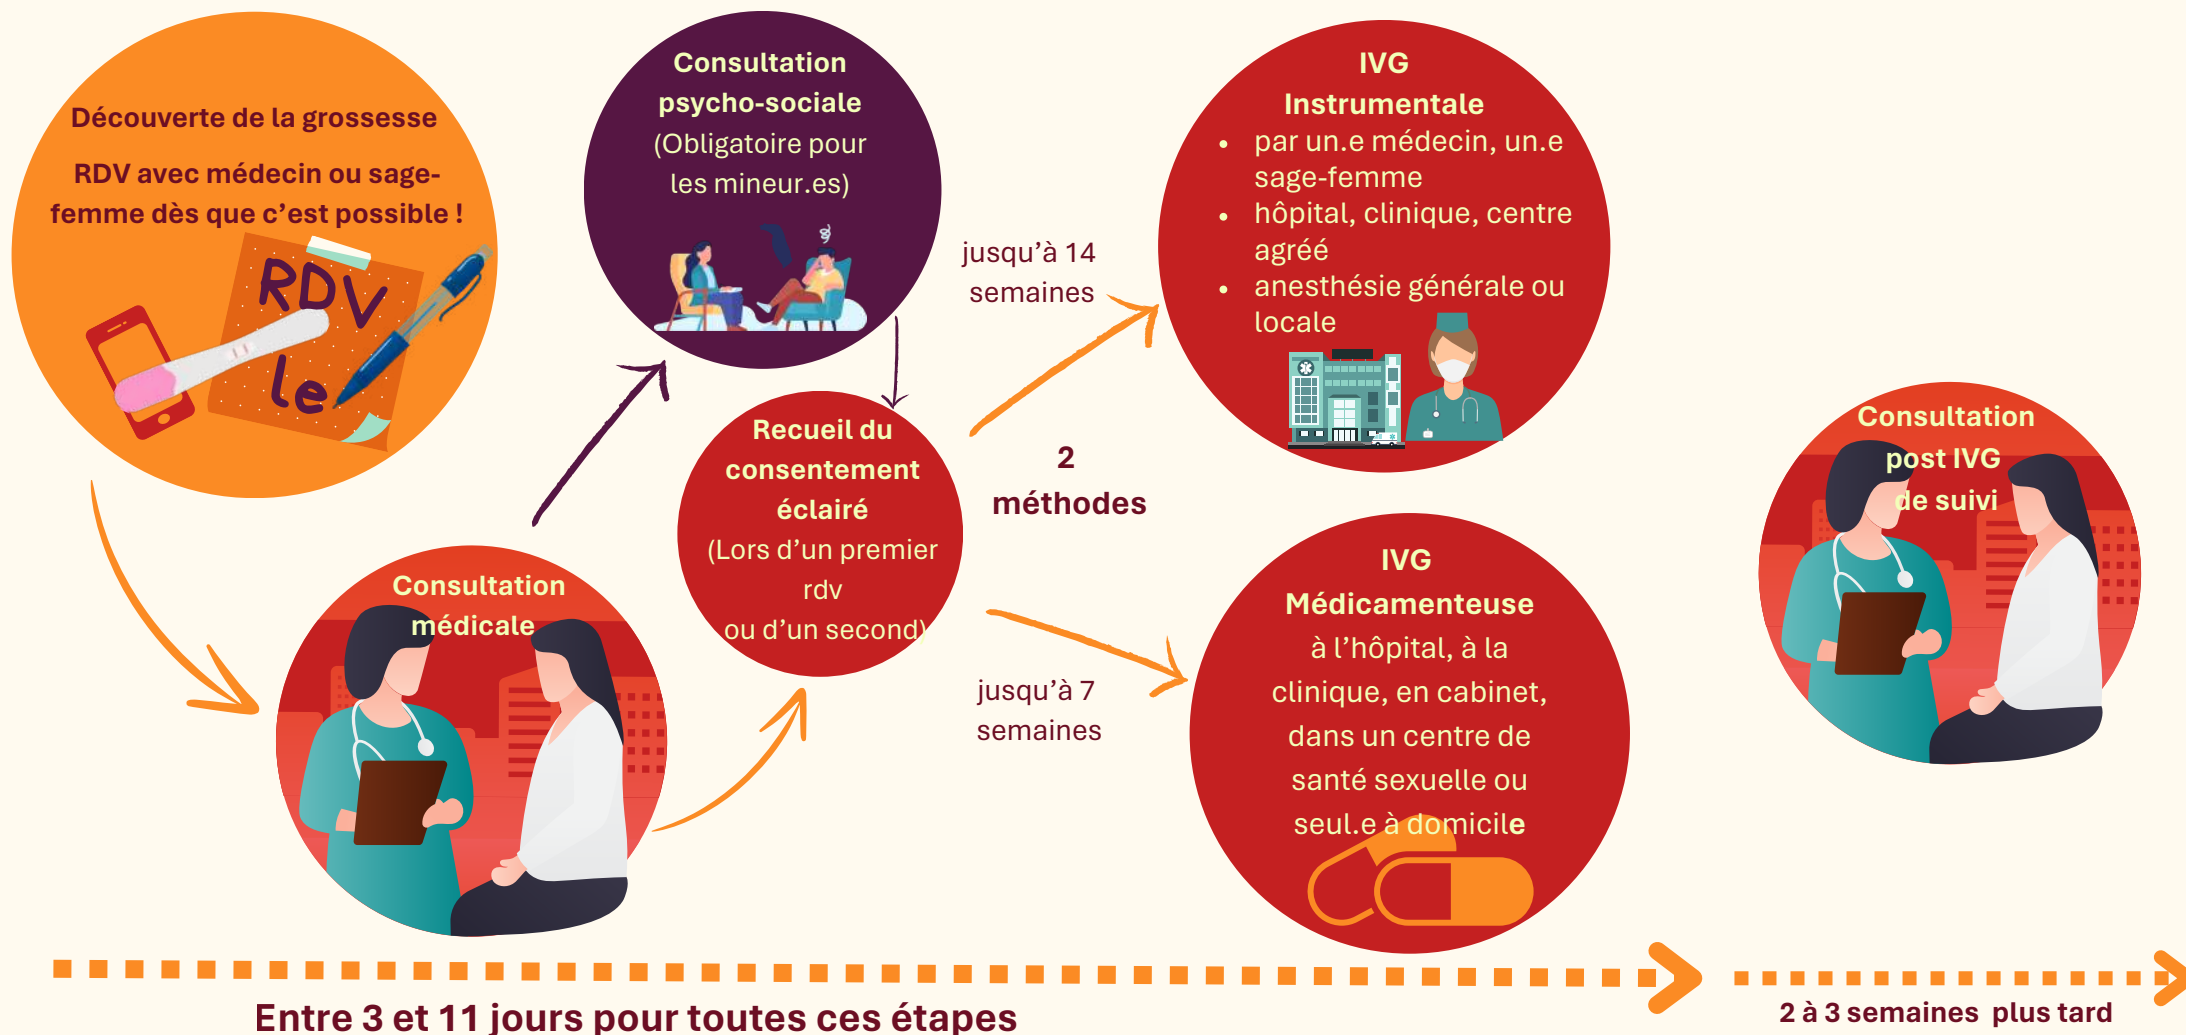 Découverte de la grossesse
RDV avec médecin ou sage-
femme dès que c'est possible !
RDV
le
Consultation
médicale
Consultation
psycho-sociale
(Obligatoire pour
les mineur.es)
Recueil du
consentement
éclairé
(Lors d'un premier
rdv
ou d'un second)
jusqu'à 14
semaines
2
méthodes
jusqu'à 7
semaines
IVG
Instrumentale
• par un.e médecin, un.e
sage-femme
• hôpital, clinique, centre
agréé
• anesthésie générale ou
locale
IVG
Médicamenteuse
à l'hôpital, à la
clinique, en cabinet,
dans un centre de
santé sexuelle ou
seul.e à domicile
Consultation
post IVG
de suivi
Entre 3 et 11 jours pour toutes ces étapes
2 à 3 semaines plus tard